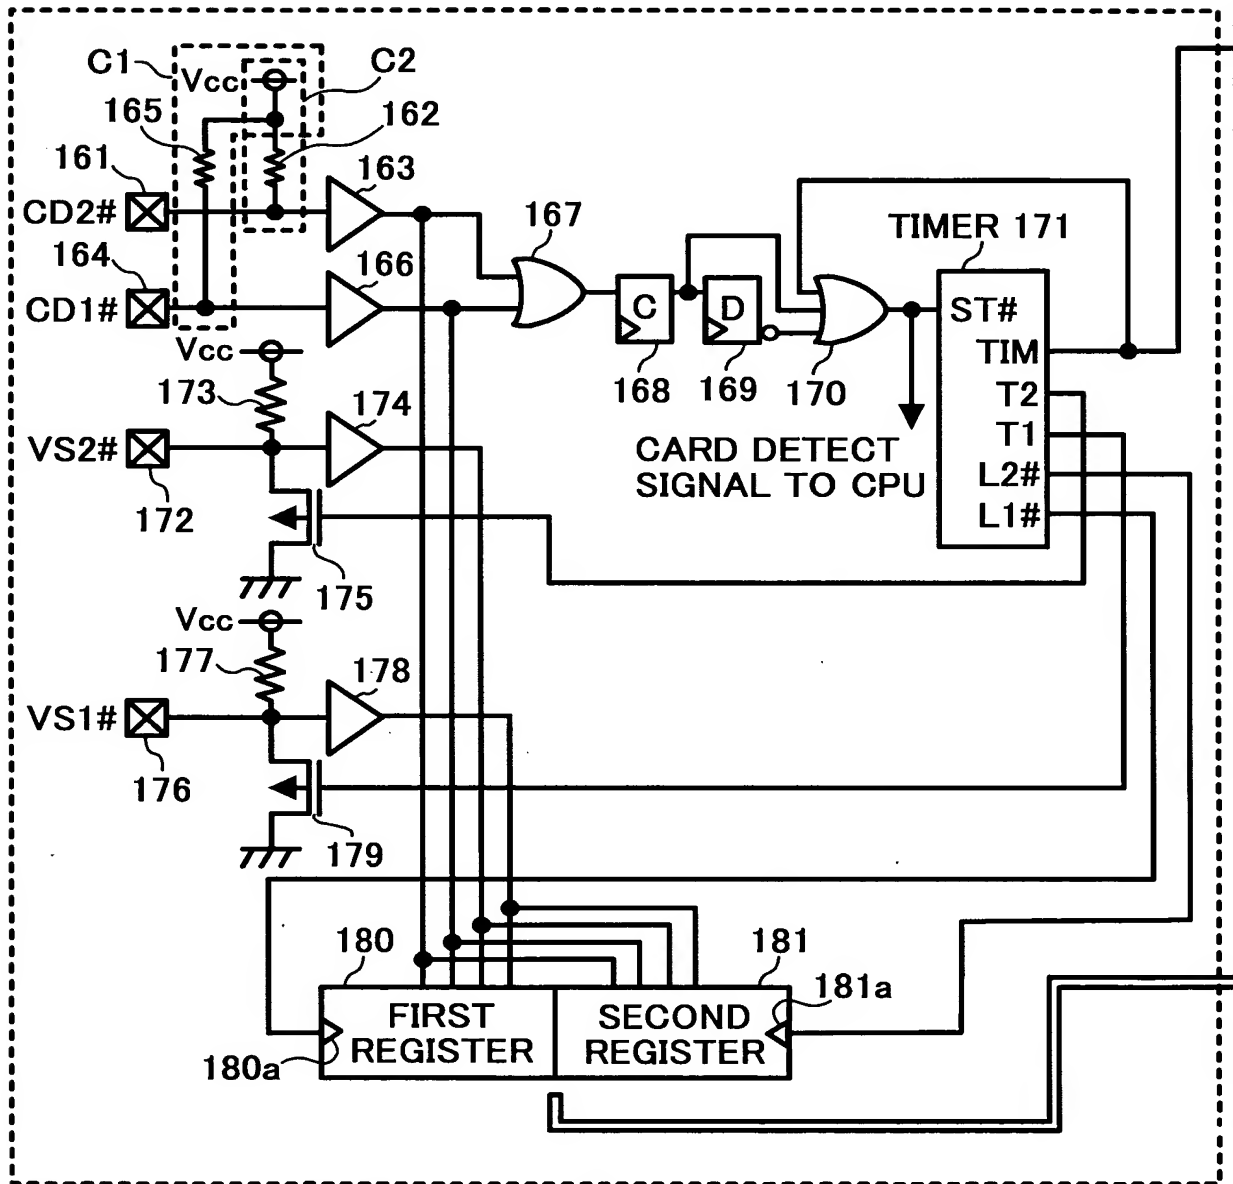 C1
Vcc
C2
165
162
161
163
CD2#
167
TIMER 171
164
166
CD1#
C
D
ST#
Vcc
168
169
170
TIM
173
174
T2
VS2#
T1
CARD DETECT
SIGNAL TO CPU
L2#
172
L1#
175
Vcc
177
178
VS1#
176
179
180
181
181a
FIRST
REGISTER
SECOND
REGISTER
180a